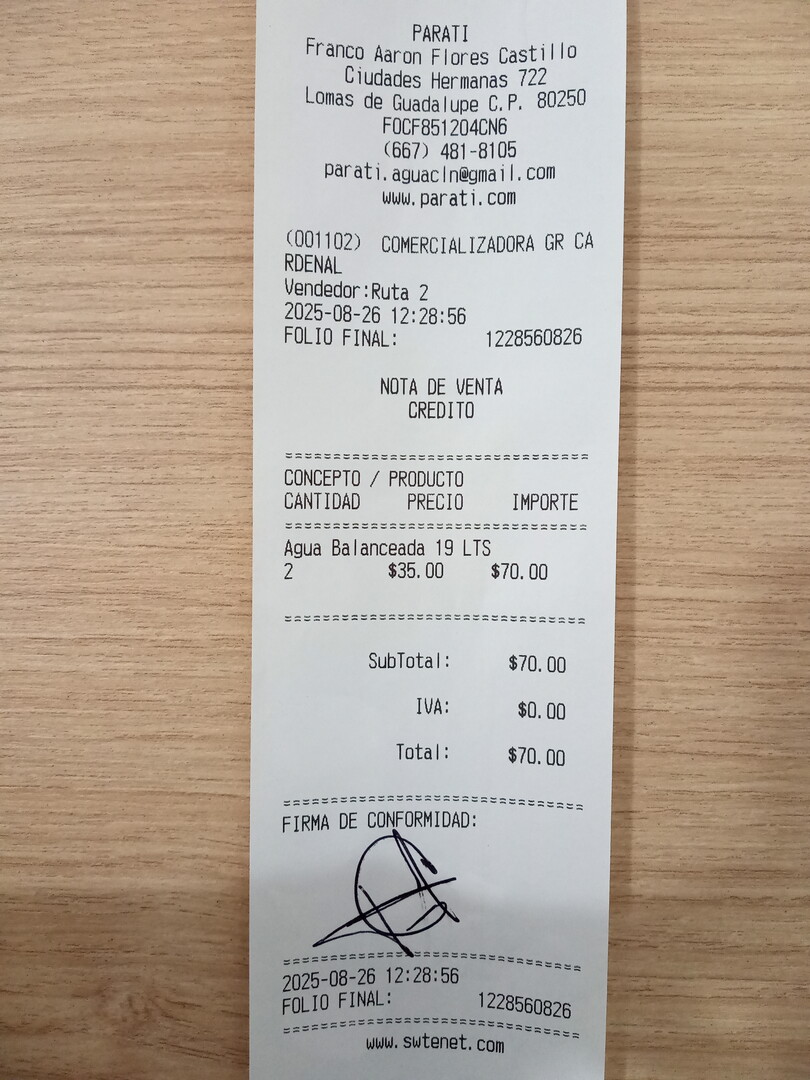 PARATI
Franco Aaron Flores Castillo
Ciudades Hermanas 722
Lomas de Guadalupe C.P. 80250
FOCF851204CN6
(667) 481-8105
parati.aguacln@gmail.com
www.parati.com
(001102) COMERCIALIZADORA GR CA
RDENAL
Vendedor:Ruta 2
2025-08-26 12:28:56
FOLIO FINAL: 1228560826
NOTA DE VENTA
CREDITO
================================
CONCEPTO / PRODUCTO
CANTIDAD PRECIO IMPORTE
================================
Agua Balanceada 19 LTS
2 $35.00 $70.00
================================
SubTotal: $70.00
IVA: $0.00
Total: $70.00
================================
FIRMA DE CONFORMIDAD:
================================
2025-08-26 12:28:56
FOLIO FINAL: 1228560826
================================
www.swtenet.com